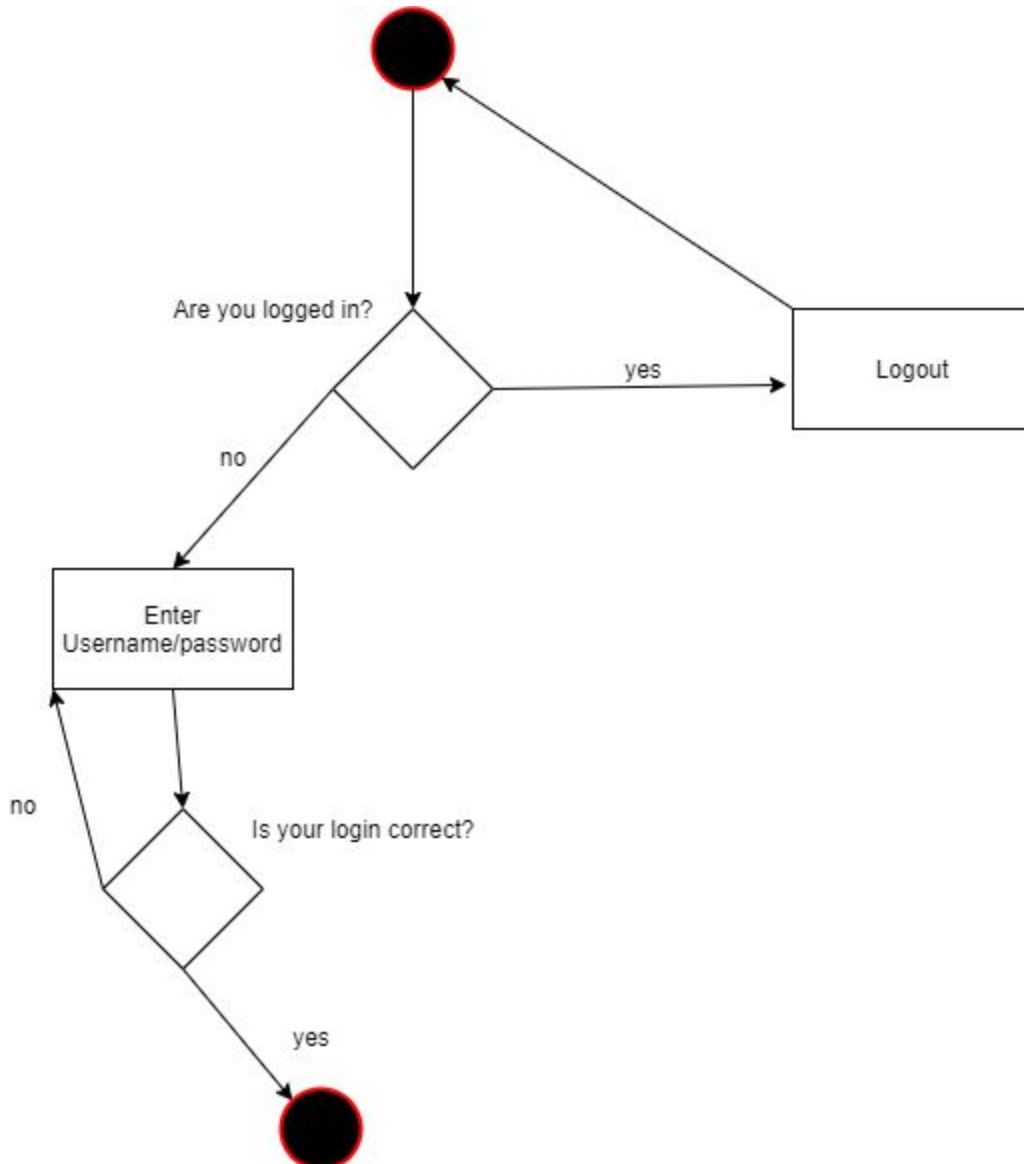 Are you logged in?
yes
Logout
no
Enter
Username/password
no
Is your login correct?
yes